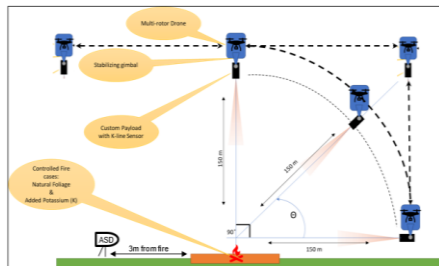 Multi-rotor Drone
Stabilizing gimbal
Custom Payload
with K-line Sensor
150 m
150 m
Controlled Fire
cases:
Natural Foliage
&
Added Potassium (K)
Θ
90°
ASD
3m from fire
150 m